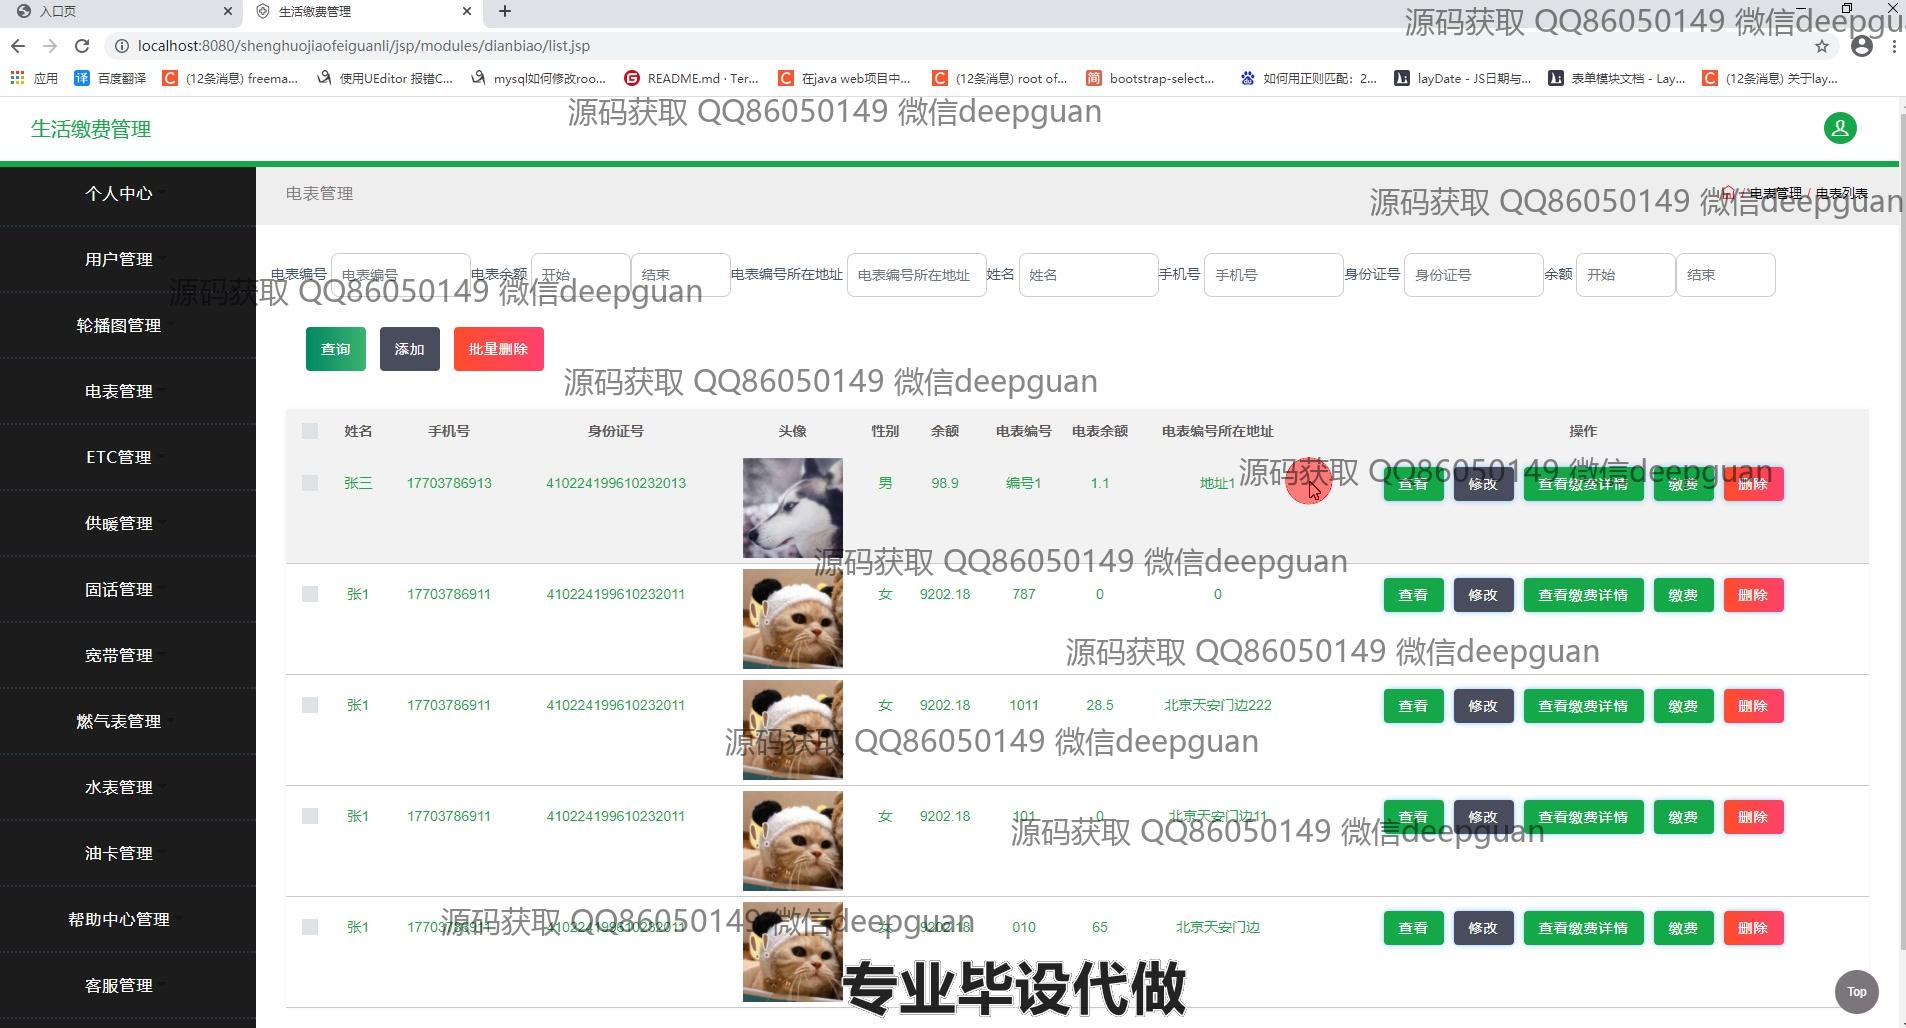 入口页
生活缴费管理
源码获取 QQ86050149 微信deepgu
localhost:8080/shenghuojiaofeiguanli/jsp/modules/dianbiao/list.jsp
应用 百度翻译 (12条消息) freema... 使用UEditor 报错C... mysql如何修改roo... README.md · Ter... 在java web项目中... (12条消息) root of... bootstrap-select... 如何用正则匹配：2... layDate - JS日期与... 表单模块文档 - Lay... (12条消息) 关于lay...
源码获取 QQ86050149 微信deepguan
生活缴费管理
个人中心
用户管理
轮播图管理
电表管理
ETC管理
供暖管理
固话管理
宽带管理
燃气表管理
水表管理
油卡管理
帮助中心管理
客服管理
电表管理
/ 电表管理 / 电表列表
源码获取 QQ86050149 微信deepguan
电表编号 电表编号 电表余额 开始 结束 电表编号所在地址 电表编号所在地址 姓名 姓名 手机号 手机号 身份证号 身份证号 余额 开始 结束
源码获取 QQ86050149 微信deepguan
查询 添加 批量删除
源码获取 QQ86050149 微信deepguan
姓名 手机号 身份证号 头像 性别 余额 电表编号 电表余额 电表编号所在地址 操作
源码获取 QQ86050149 微信deepguan
张三 17703786913 410224199610232013 男 98.9 编号1 1.1 地址1 查看 修改 查看缴费详情 缴费 删除
源码获取 QQ86050149 微信deepguan
张1 17703786911 410224199610232011 女 9202.18 787 0 0 查看 修改 查看缴费详情 缴费 删除
源码获取 QQ86050149 微信deepguan
张1 17703786911 410224199610232011 女 9202.18 1011 28.5 北京天安门边222 查看 修改 查看缴费详情 缴费 删除
源码获取 QQ86050149 微信deepguan
张1 17703786911 410224199610232011 女 9202.18 101 0 北京天安门边11 查看 修改 查看缴费详情 缴费 删除
源码获取 QQ86050149 微信deepguan
张1 17703786911 410224199610232011 女 9202.18 010 65 北京天安门边 查看 修改 查看缴费详情 缴费 删除
源码获取 QQ86050149 微信deepguan
专业毕设代做
Top